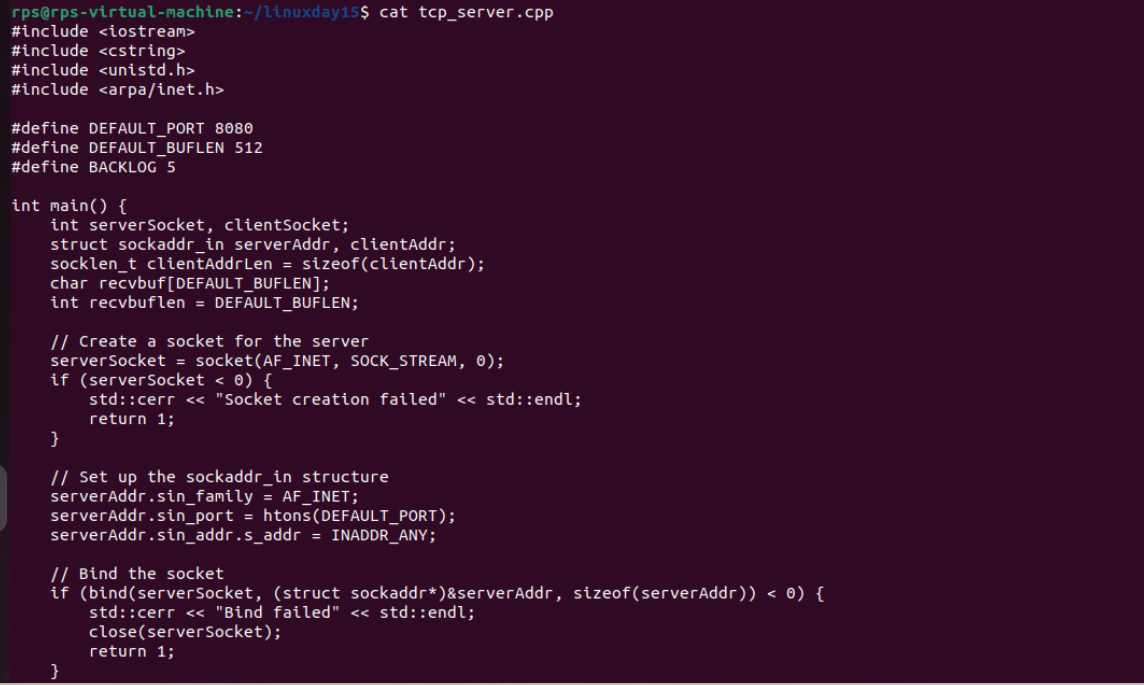 rps@rps-virtual-machine:~/linuxday15$ cat tcp_server.cpp
#include <iostream>
#include <cstring>
#include <unistd.h>
#include <arpa/inet.h>

#define DEFAULT_PORT 8080
#define DEFAULT_BUFLEN 512
#define BACKLOG 5

int main() {
    int serverSocket, clientSocket;
    struct sockaddr_in serverAddr, clientAddr;
    socklen_t clientAddrLen = sizeof(clientAddr);
    char recvbuf[DEFAULT_BUFLEN];
    int recvbuflen = DEFAULT_BUFLEN;

    // Create a socket for the server
    serverSocket = socket(AF_INET, SOCK_STREAM, 0);
    if (serverSocket < 0) {
        std::cerr << "Socket creation failed" << std::endl;
        return 1;
    }

    // Set up the sockaddr_in structure
    serverAddr.sin_family = AF_INET;
    serverAddr.sin_port = htons(DEFAULT_PORT);
    serverAddr.sin_addr.s_addr = INADDR_ANY;

    // Bind the socket
    if (bind(serverSocket, (struct sockaddr*)&serverAddr, sizeof(serverAddr)) < 0) {
        std::cerr << "Bind failed" << std::endl;
        close(serverSocket);
        return 1;
    }